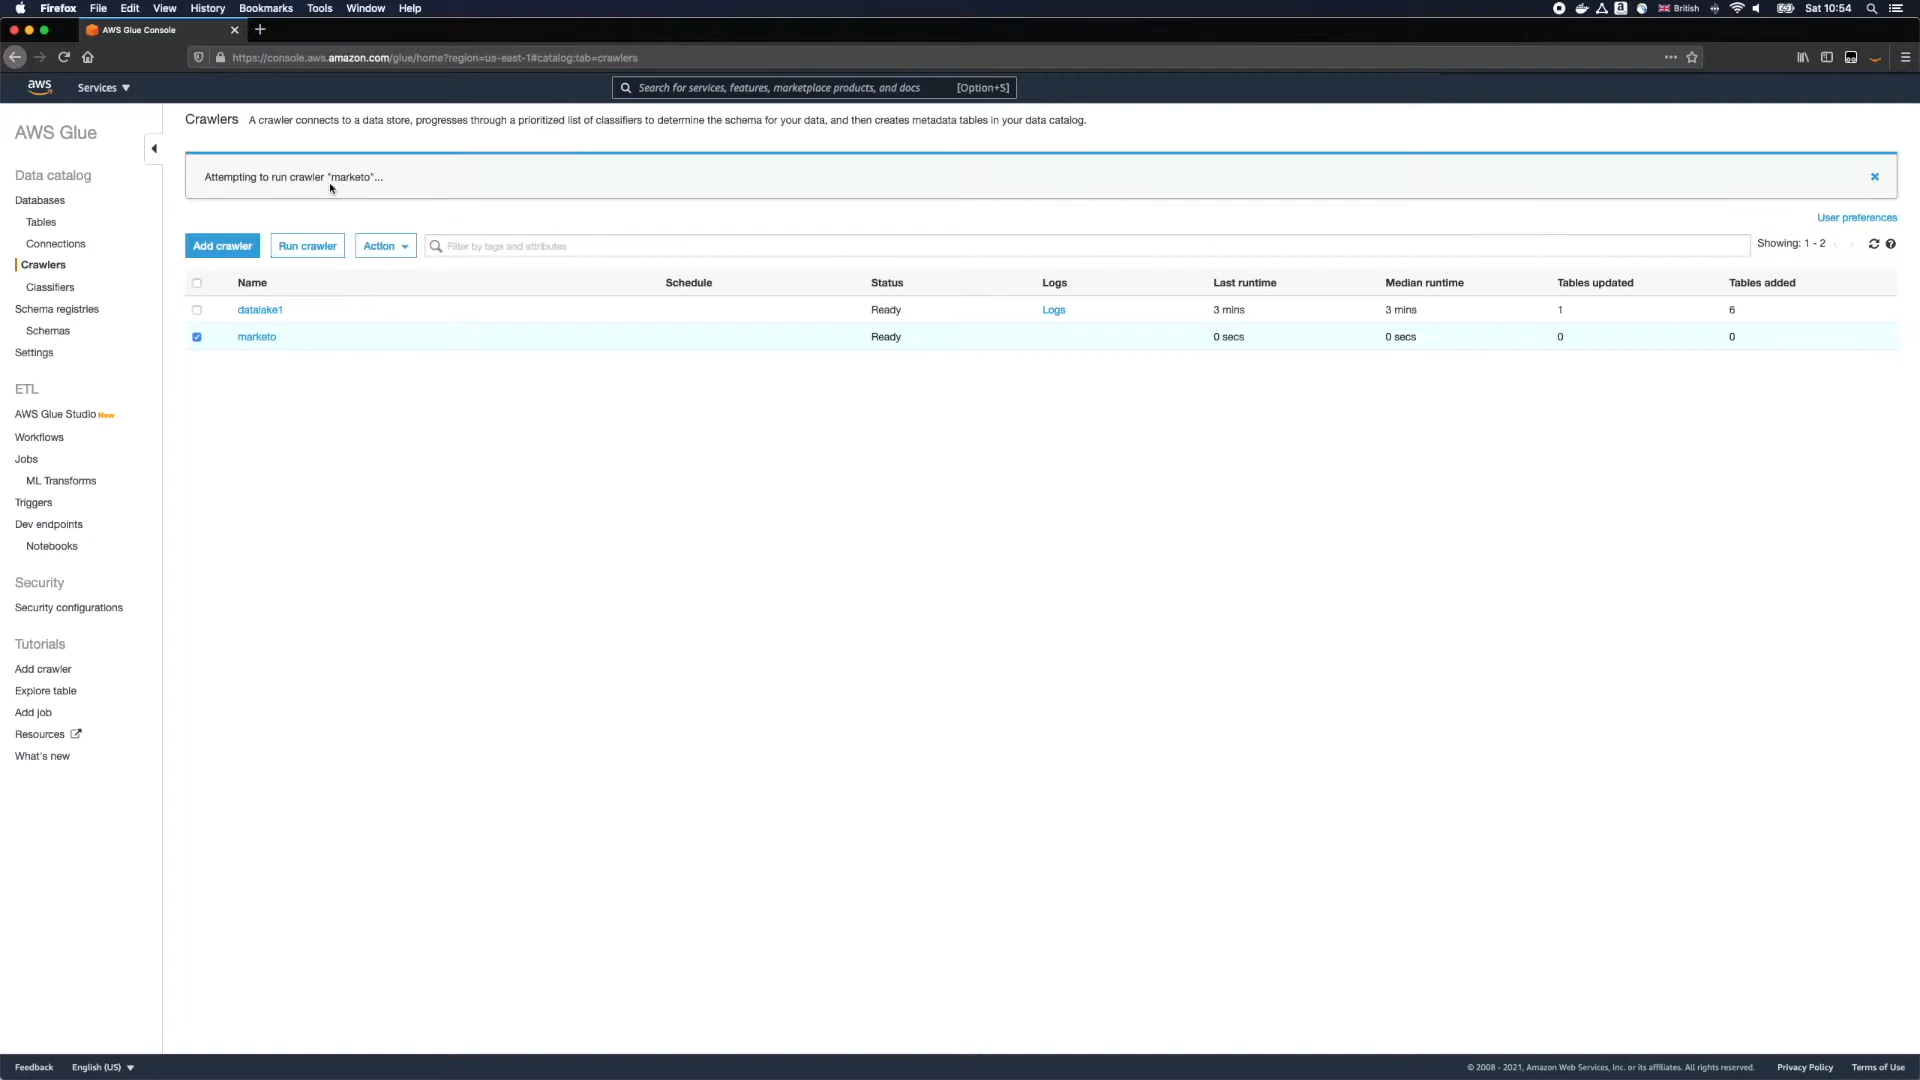 Firefox File Edit View History Bookmarks Tools Window Help
British
Sat 10:54
AWS Glue Console
https://console.aws.amazon.com/glue/home?region=us-east-1#catalog:tab=crawlers
aws
Services
Search for services, features, marketplace products, and docs [Option+S]
AWS Glue
Data catalog
Databases
Tables
Connections
Crawlers
Classifiers
Schema registries
Schemas
Settings
ETL
AWS Glue Studio New
Workflows
Jobs
ML Transforms
Triggers
Dev endpoints
Notebooks
Security
Security configurations
Tutorials
Add crawler
Explore table
Add job
Resources
What's new
Crawlers A crawler connects to a data store, progresses through a prioritized list of classifiers to determine the schema for your data, and then creates metadata tables in your data catalog.
Attempting to run crawler "marketo"...
User preferences
Add crawler Run crawler Action Filter by tags and attributes Showing: 1 - 2
Name Schedule Status Logs Last runtime Median runtime Tables updated Tables added
datalake1 Ready Logs 3 mins 3 mins 1 6
marketo Ready 0 secs 0 secs 0 0
Feedback English (US)
© 2008 - 2021, Amazon Web Services, Inc. or its affiliates. All rights reserved. Privacy Policy Terms of Use